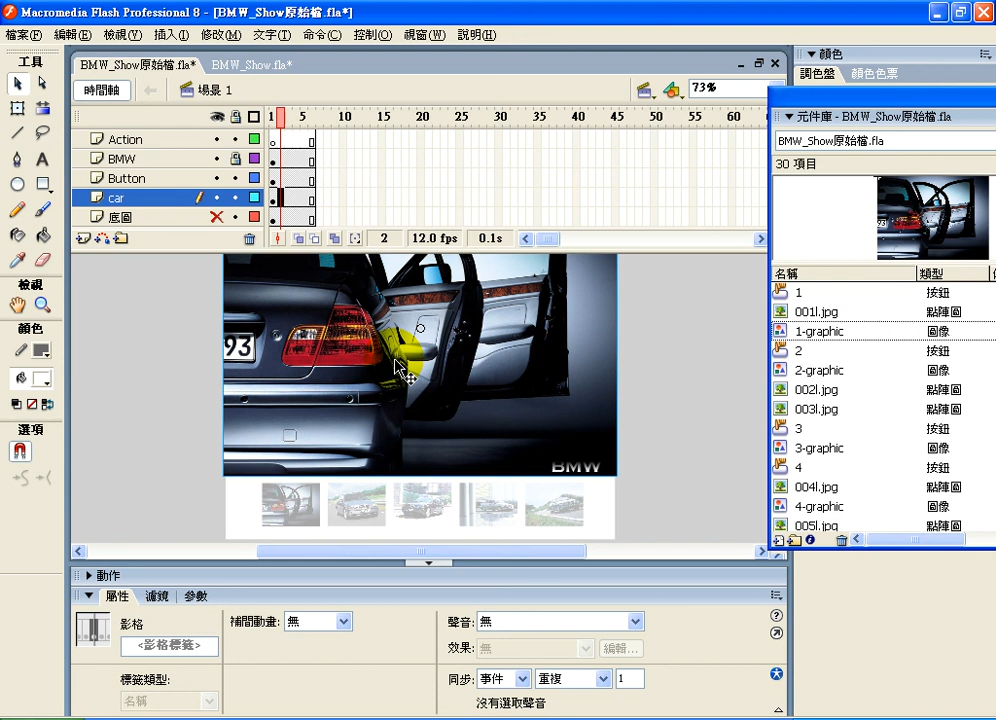 Macromedia Flash Professional 8 - [BMW_Show原始檔.fla*]
檔案(F) 編輯(E) 檢視(V) 插入(I) 修改(M) 文字(T) 命令(C) 控制(O) 視窗(W) 說明(H)
工具
檢視
顏色
選項
BMW_Show原始檔.fla* BMW_Show.fla*
時間軸 場景 1 73%
1 5 10 15 20 25 30 35 40 45 50 55 60
Action
BMW
Button
car
底圖
2 12.0 fps 0.1s
93
BMW
動作
屬性 濾鏡 參數
影格
<影格標籤>
標籤類型:
名稱
補間動畫: 無
聲音: 無
效果: 無 編輯...
同步: 事件 重複 1
沒有選取聲音
顏色
調色盤 顏色色票
元件庫 - BMW_Show原始檔.fla
BMW_Show原始檔.fla
30 項目
93
名稱 類型
1 按鈕
001l.jpg 點陣圖
1-graphic 圖像
2 按鈕
2-graphic 圖像
002l.jpg 點陣圖
003l.jpg 點陣圖
3 按鈕
3-graphic 圖像
4 按鈕
004l.jpg 點陣圖
4-graphic 圖像
005l.jpg 點陣圖